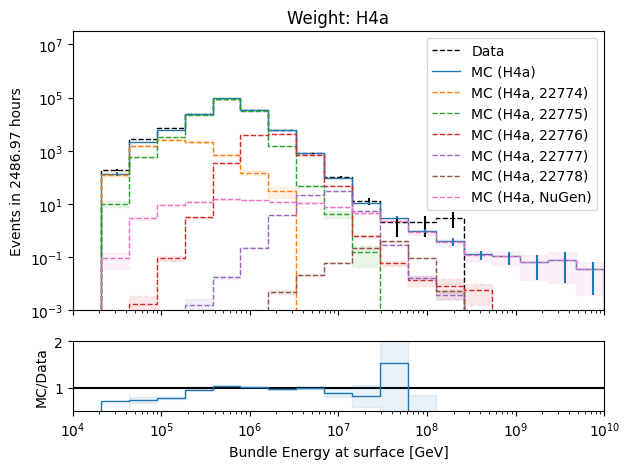 Weight: H4a
Events in 2486.97 hours
10^7
10^5
10^3
10^1
10^-1
10^-3
Data
MC (H4a)
MC (H4a, 22774)
MC (H4a, 22775)
MC (H4a, 22776)
MC (H4a, 22777)
MC (H4a, 22778)
MC (H4a, NuGen)
MC/Data
2
1
10^4 10^5 10^6 10^7 10^8 10^9 10^10
Bundle Energy at surface [GeV]